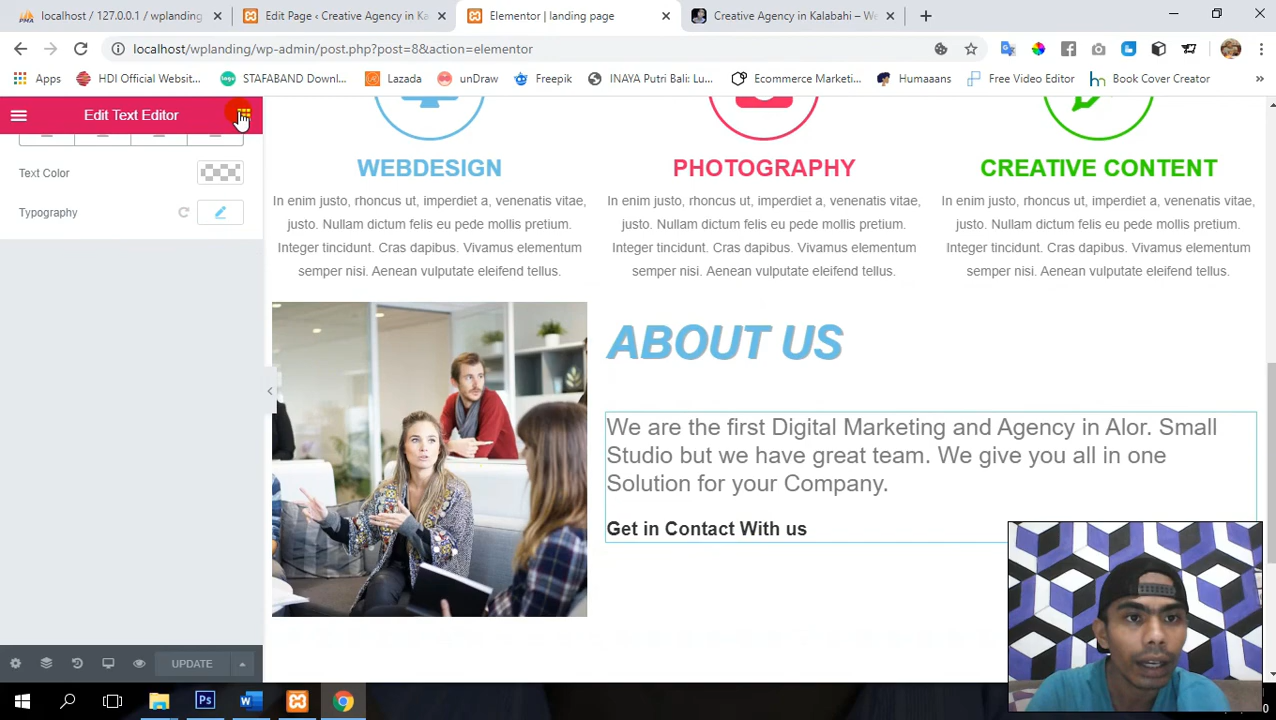 localhost / 127.0.0.1 / wplanding
Edit Page ‹ Creative Agency in Ka
Elementor | landing page
Creative Agency in Kalabahi – We
localhost/wplanding/wp-admin/post.php?post=8&action=elementor
Apps
HDI Official Websit...
STAFABAND Downl...
Lazada
unDraw
Freepik
INAYA Putri Bali: Lu...
Ecommerce Marketi...
Humaaans
Free Video Editor
Book Cover Creator
»
Edit Text Editor
Text Color
Typography
WEBDESIGN
In enim justo, rhoncus ut, imperdiet a, venenatis vitae,
justo. Nullam dictum felis eu pede mollis pretium.
Integer tincidunt. Cras dapibus. Vivamus elementum
semper nisi. Aenean vulputate eleifend tellus.
PHOTOGRAPHY
In enim justo, rhoncus ut, imperdiet a, venenatis vitae,
justo. Nullam dictum felis eu pede mollis pretium.
Integer tincidunt. Cras dapibus. Vivamus elementum
semper nisi. Aenean vulputate eleifend tellus.
CREATIVE CONTENT
In enim justo, rhoncus ut, imperdiet a, venenatis vitae,
justo. Nullam dictum felis eu pede mollis pretium.
Integer tincidunt. Cras dapibus. Vivamus elementum
semper nisi. Aenean vulputate eleifend tellus.
ABOUT US
We are the first Digital Marketing and Agency in Alor. Small
Studio but we have great team. We give you all in one
Solution for your Company.
Get in Contact With us
UPDATE